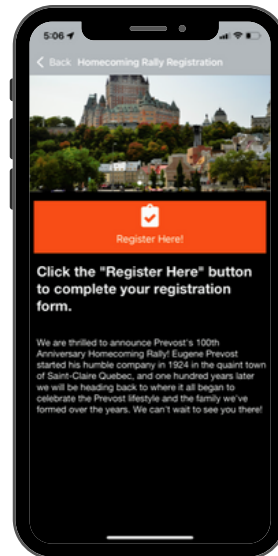 5:06
Back Homecoming Rally Registration
Register Here!
Click the "Register Here" button
to complete your registration
form.
We are thrilled to announce Prevost's 100th
Anniversary Homecoming Rally! Eugene Prevost
started his humble company in 1924 in the quaint town
of Saint-Claire Quebec, and one hundred years later
we will be heading back to where it all began to
celebrate the Prevost lifestyle and the family we've
formed over the years. We can't wait to see you there!